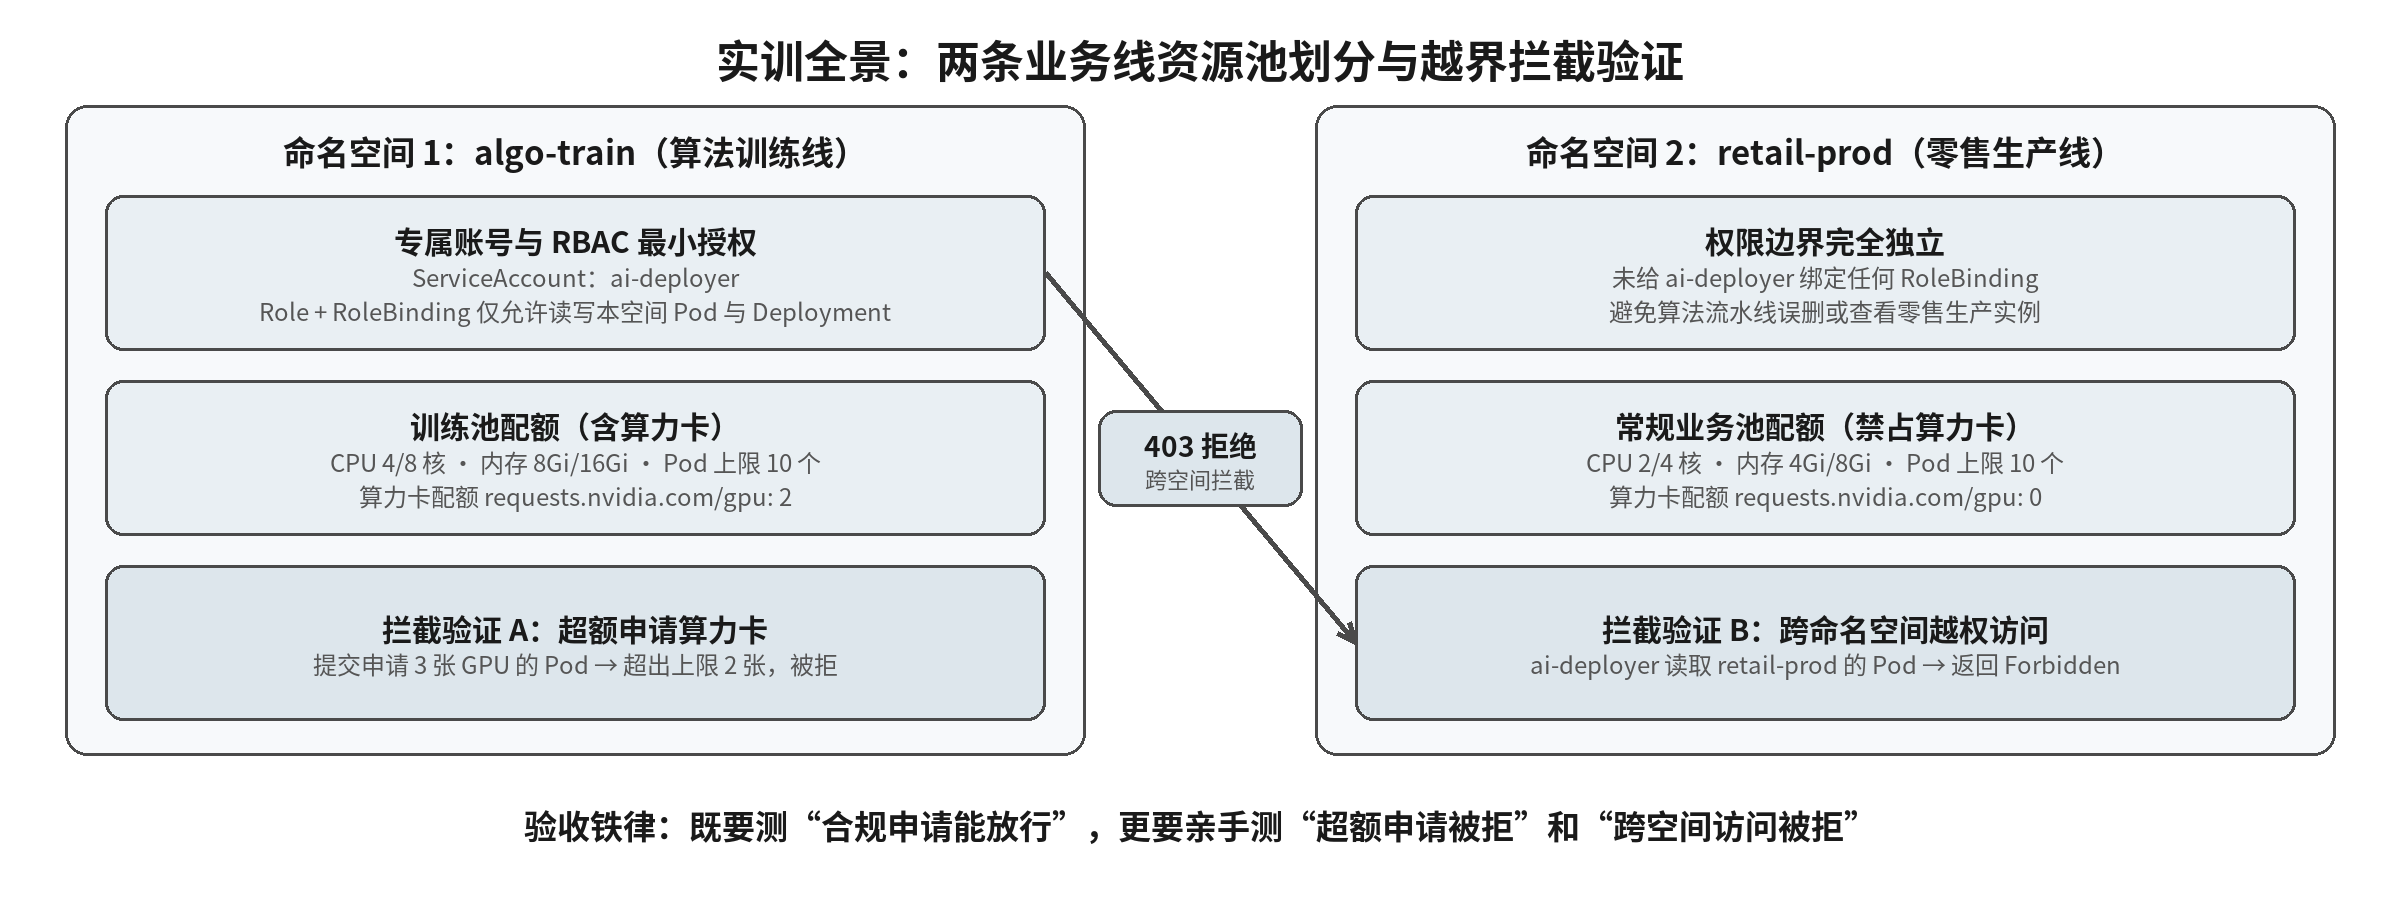 实训全景：两条业务线资源池划分与越界拦截验证
命名空间 1：algo-train（算法训练线）
专属账号与 RBAC 最小授权
ServiceAccount：ai-deployer
Role + RoleBinding 仅允许读写本空间 Pod 与 Deployment
训练池配额（含算力卡）
CPU 4/8 核 · 内存 8Gi/16Gi · Pod 上限 10 个
算力卡配额 requests.nvidia.com/gpu: 2
拦截验证 A：超额申请算力卡
提交申请 3 张 GPU 的 Pod → 超出上限 2 张，被拒
403 拒绝
跨空间拦截
命名空间 2：retail-prod（零售生产线）
权限边界完全独立
未给 ai-deployer 绑定任何 RoleBinding
避免算法流水线误删或查看零售生产实例
常规业务池配额（禁占算力卡）
CPU 2/4 核 · 内存 4Gi/8Gi · Pod 上限 10 个
算力卡配额 requests.nvidia.com/gpu: 0
拦截验证 B：跨命名空间越权访问
ai-deployer 读取 retail-prod 的 Pod → 返回 Forbidden
验收铁律：既要测“合规申请能放行”，更要亲手测“超额申请被拒”和“跨空间访问被拒”